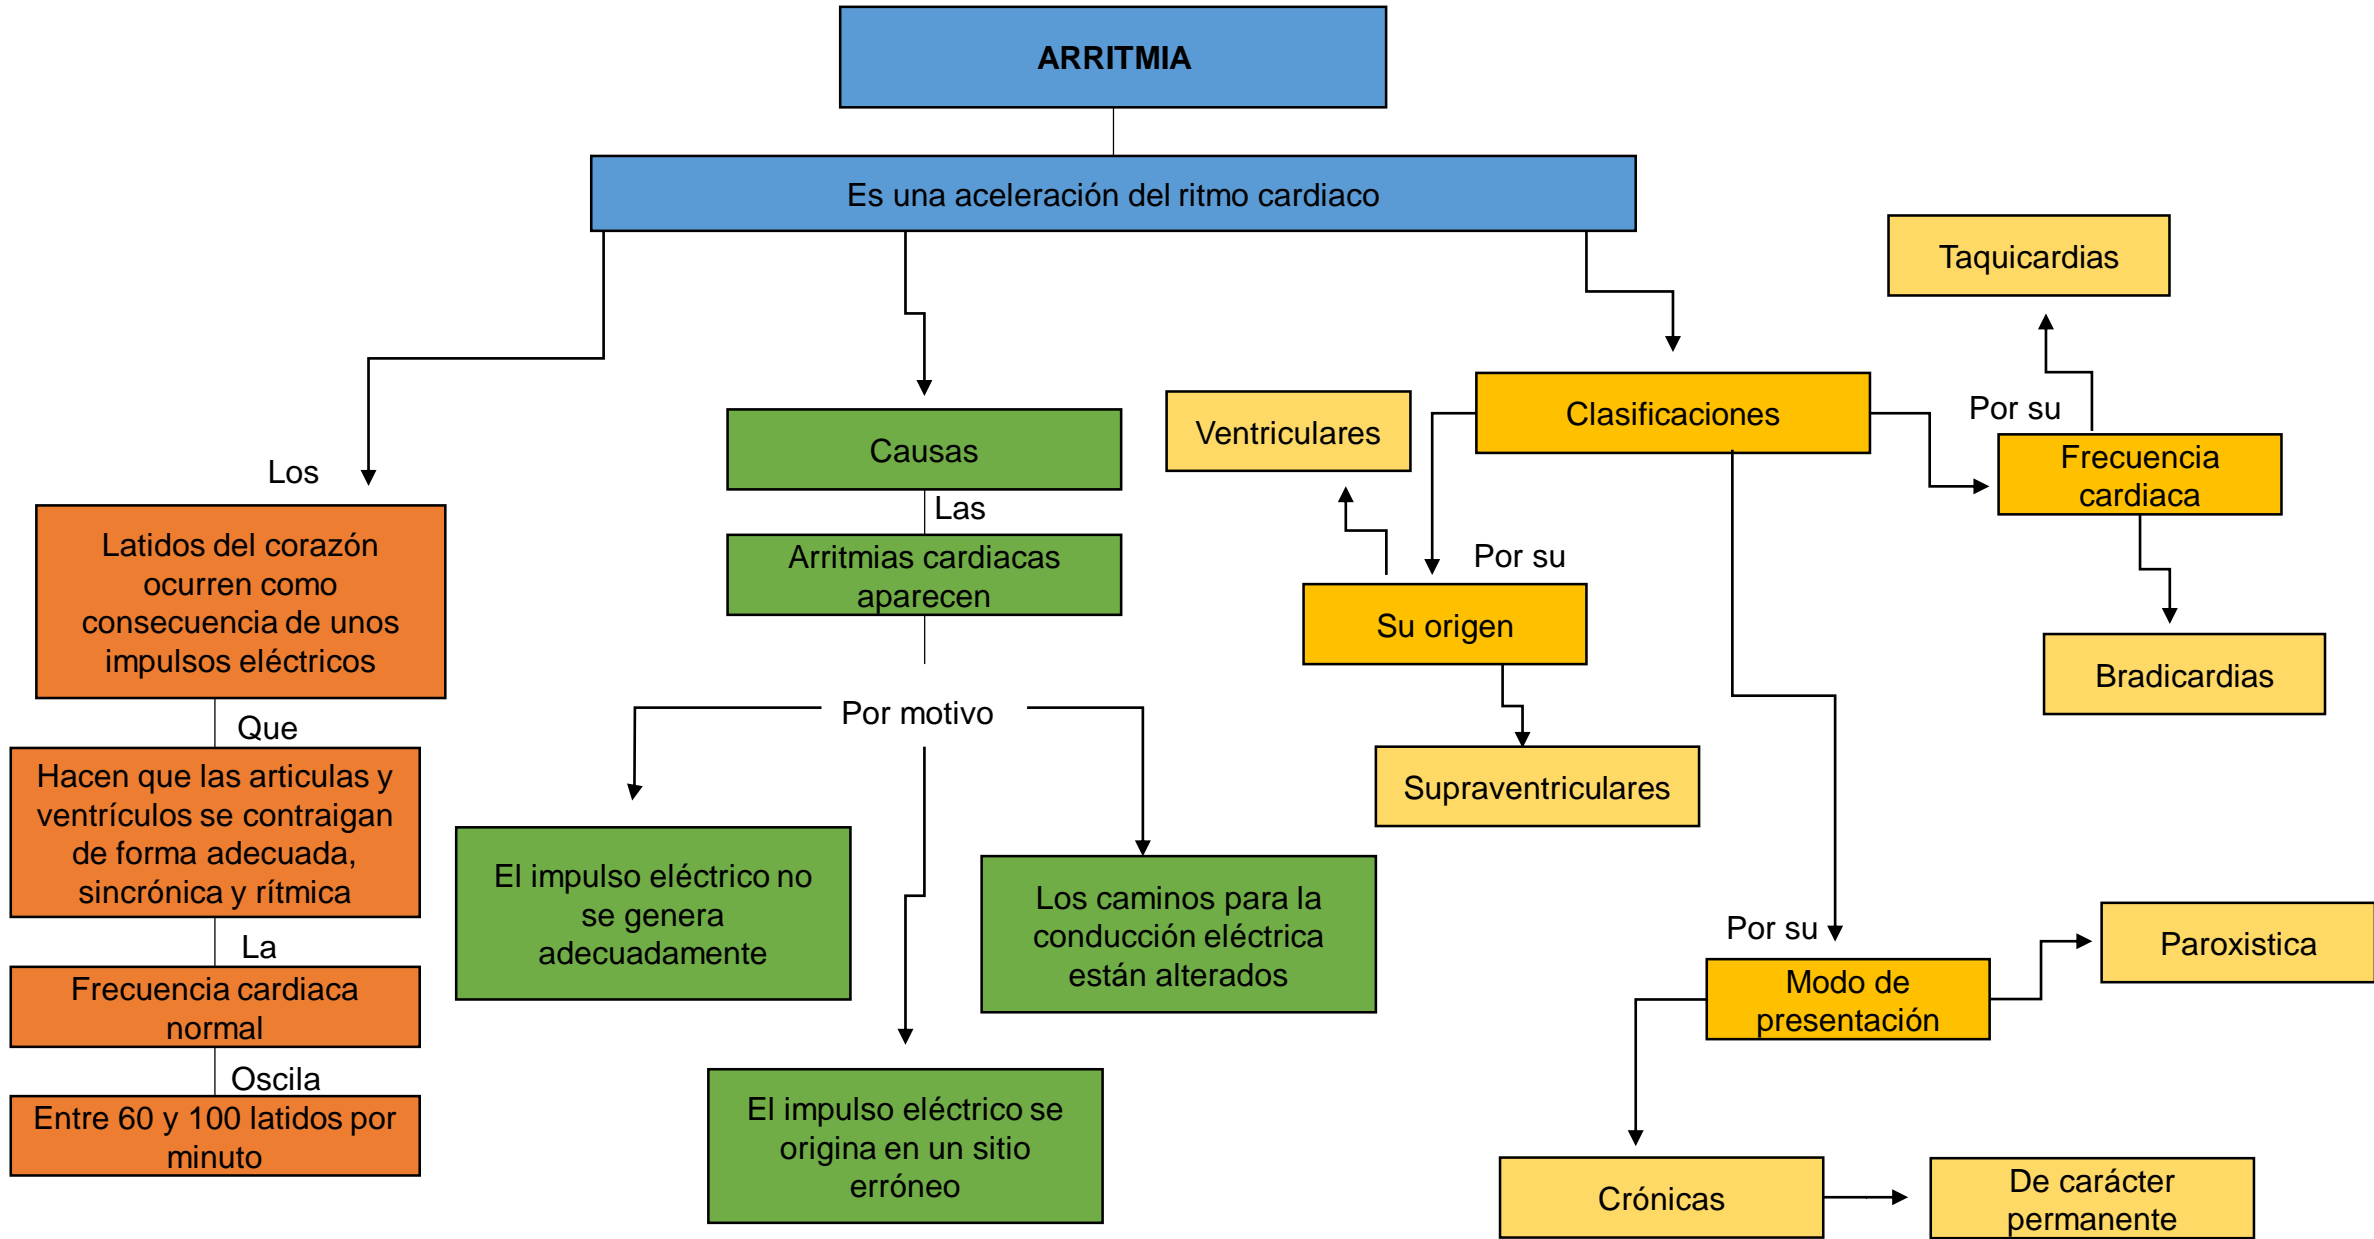 ARRITMIA
Es una aceleración del ritmo cardiaco
Los
Latidos del corazón
ocurren como
consecuencia de unos
impulsos eléctricos
Que
Hacen que las articulas y
ventrículos se contraigan
de forma adecuada,
sincrónica y rítmica
La
Frecuencia cardiaca
normal
Oscila
Entre 60 y 100 latidos por
minuto
Causas
Las
Arritmias cardiacas
aparecen
Por motivo
El impulso eléctrico no
se genera
adecuadamente
El impulso eléctrico se
origina en un sitio
erróneo
Los caminos para la
conducción eléctrica
están alterados
Clasificaciones
Por su
Su origen
Ventriculares
Supraventriculares
Por su
Frecuencia
cardiaca
Taquicardias
Bradicardias
Por su
Modo de
presentación
Paroxistica
Crónicas
De carácter
permanente